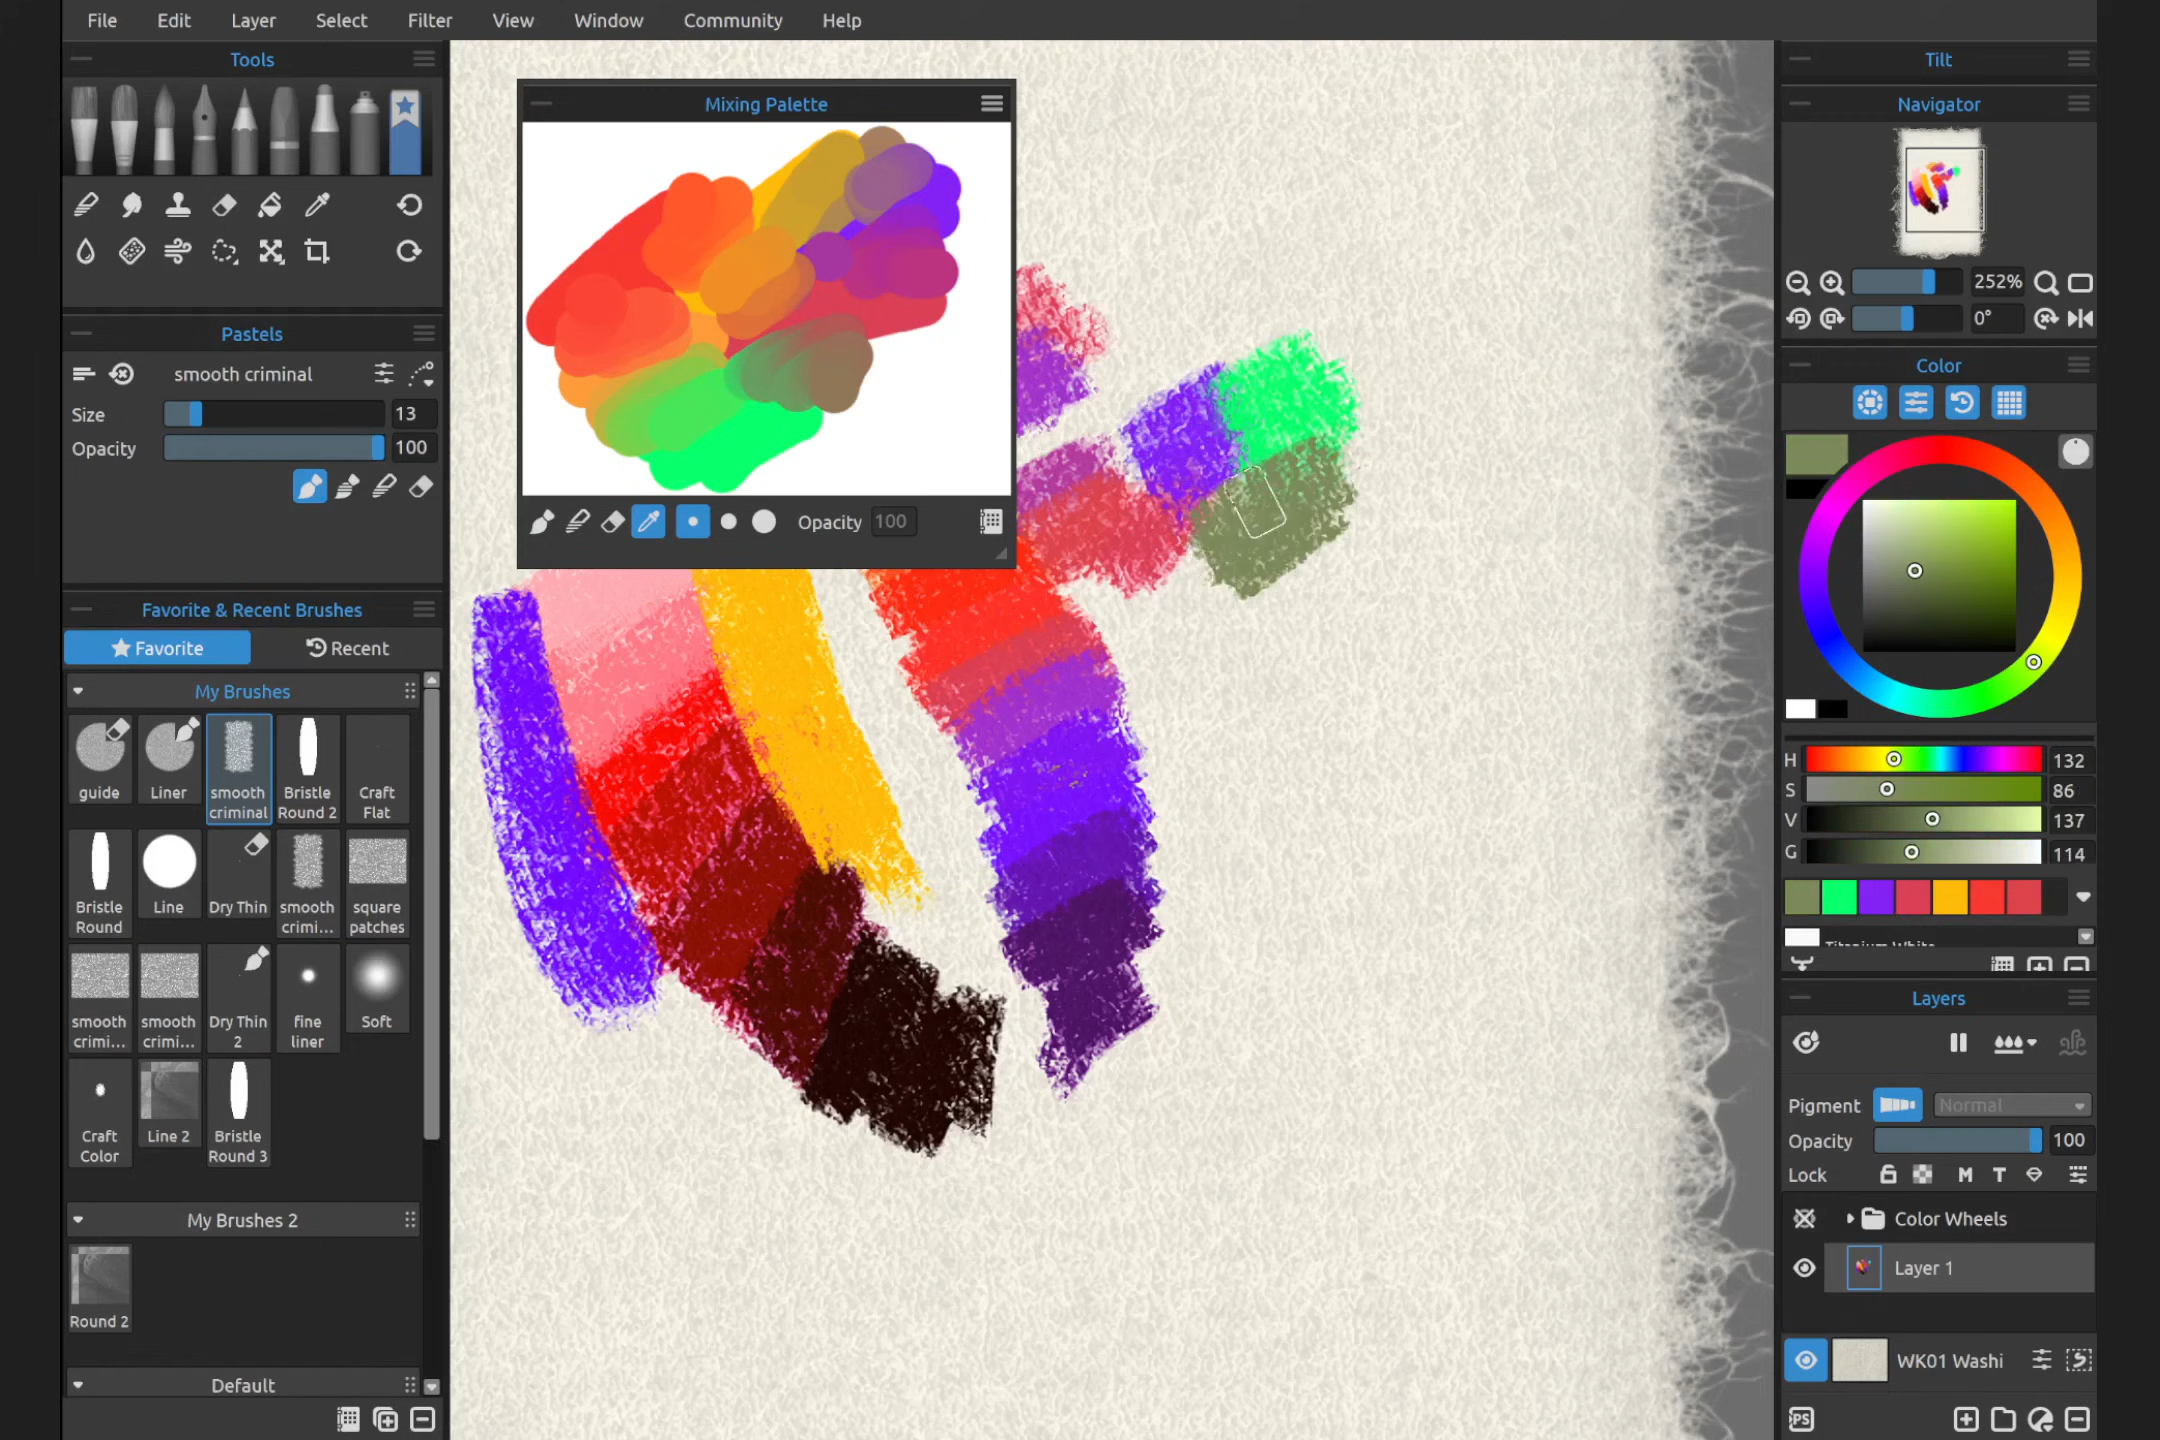 File Edit Layer Select Filter View Window Community Help
Tools
Pastels
smooth criminal
Size 13
Opacity 100
Favorite & Recent Brushes
Favorite Recent
My Brushes
guide Liner smooth criminal Bristle Round 2 Craft Flat
Bristle Round Line Dry Thin smooth crimi... square patches
smooth crimi... smooth crimi... Dry Thin 2 fine liner Soft
Craft Color Line 2 Bristle Round 3
My Brushes 2
Round 2
Default
Mixing Palette
Opacity 100
Tilt
Navigator
252%
0°
Color
H 132
S 86
V 137
G 114
Titanium White
Layers
Pigment Normal
Opacity 100
Lock M T
Color Wheels
Layer 1
WK01 Washi
PS